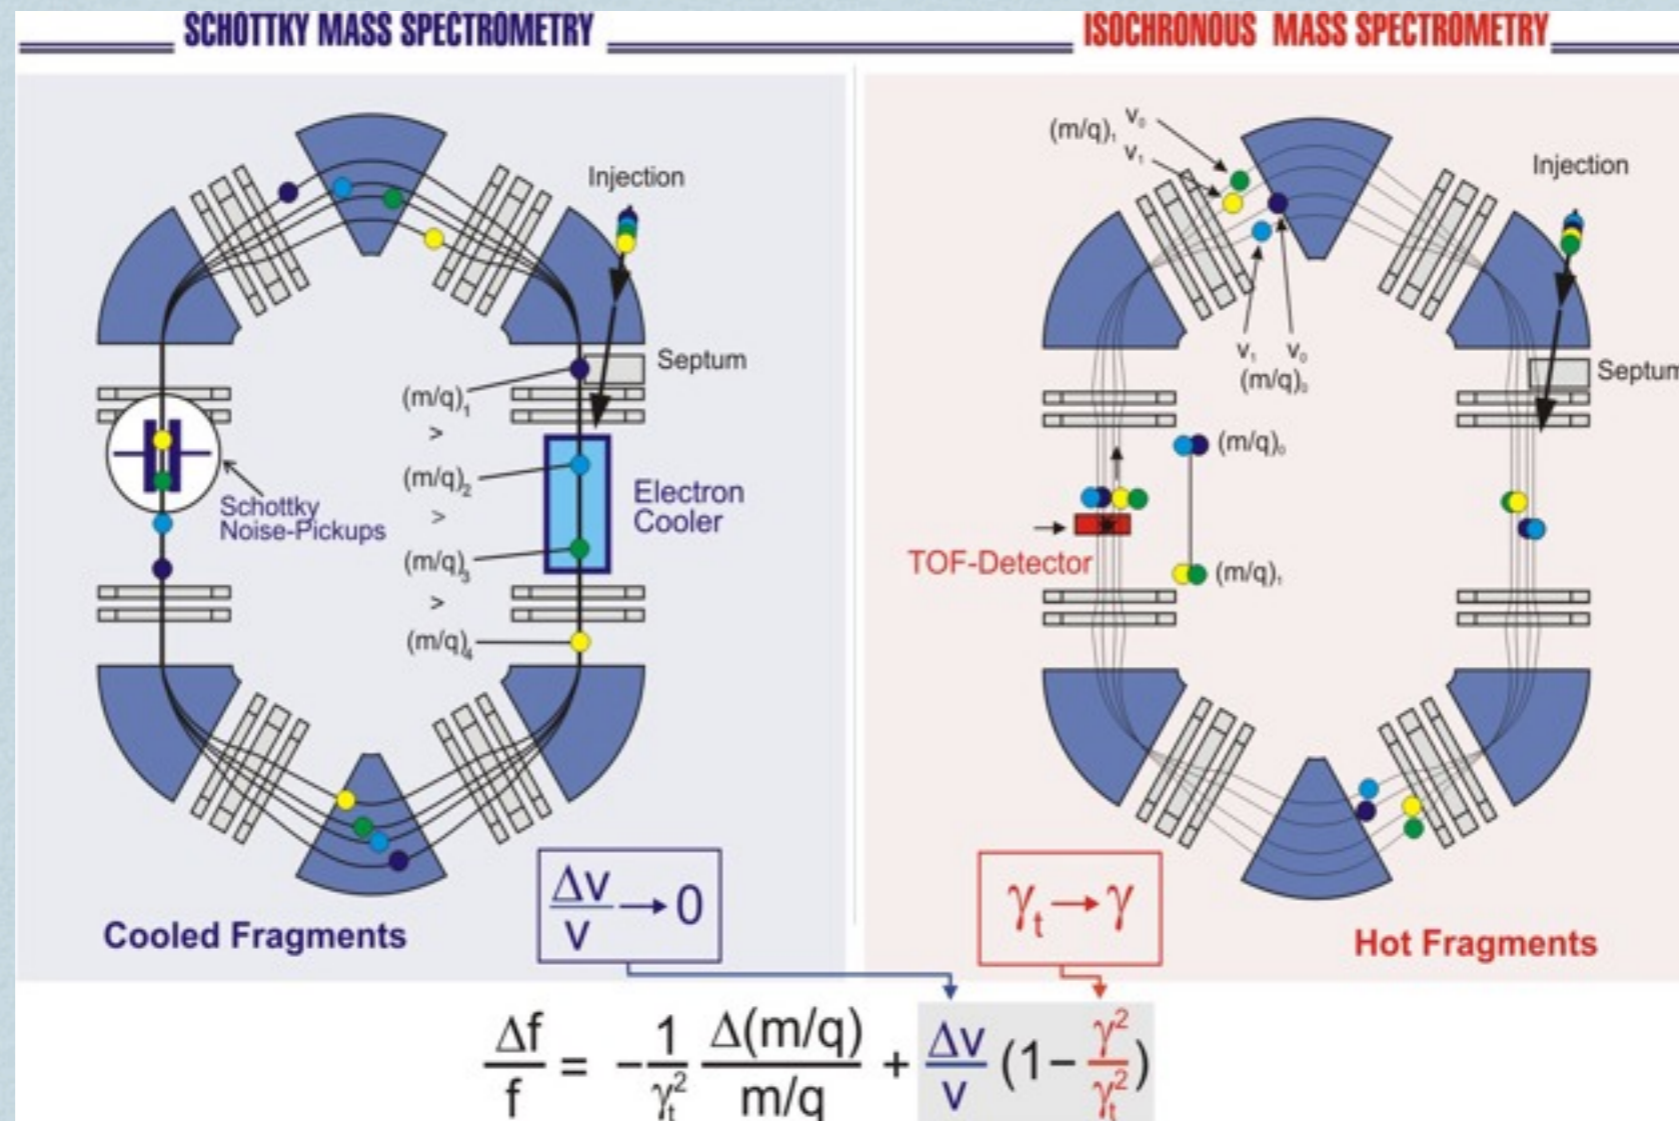 SCHOTTKY MASS SPECTROMETRY
Injection
Septum
(m/q)₁
>
(m/q)₂
>
(m/q)₃
>
(m/q)₄
Electron
Cooler
Schottky
Noise-Pickups
Cooled Fragments
Δv/v → 0
ISOCHRONOUS MASS SPECTROMETRY
(m/q)₁
v₀
v₁
Injection
v₁ v₀
(m/q)₀
Septum
(m/q)₀
TOF-Detector
(m/q)₁
γₜ → γ
Hot Fragments
Δf/f = -1/γₜ² Δ(m/q)/m/q + Δv/v (1-γ²/γₜ²)